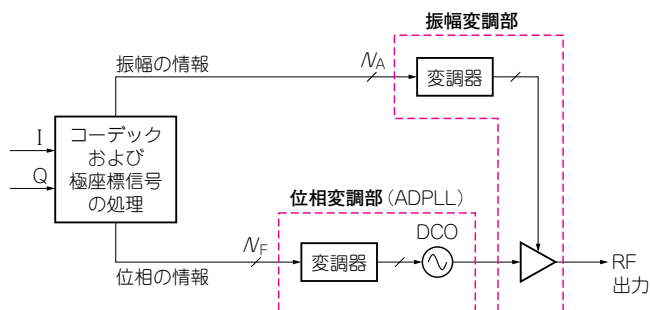 振幅変調部
振幅の情報
NA
変調器
I
Q
コーデック
および
極座標信号
の処理
位相変調部(ADPLL)
DCO
NF
変調器
位相の情報
RF
出力